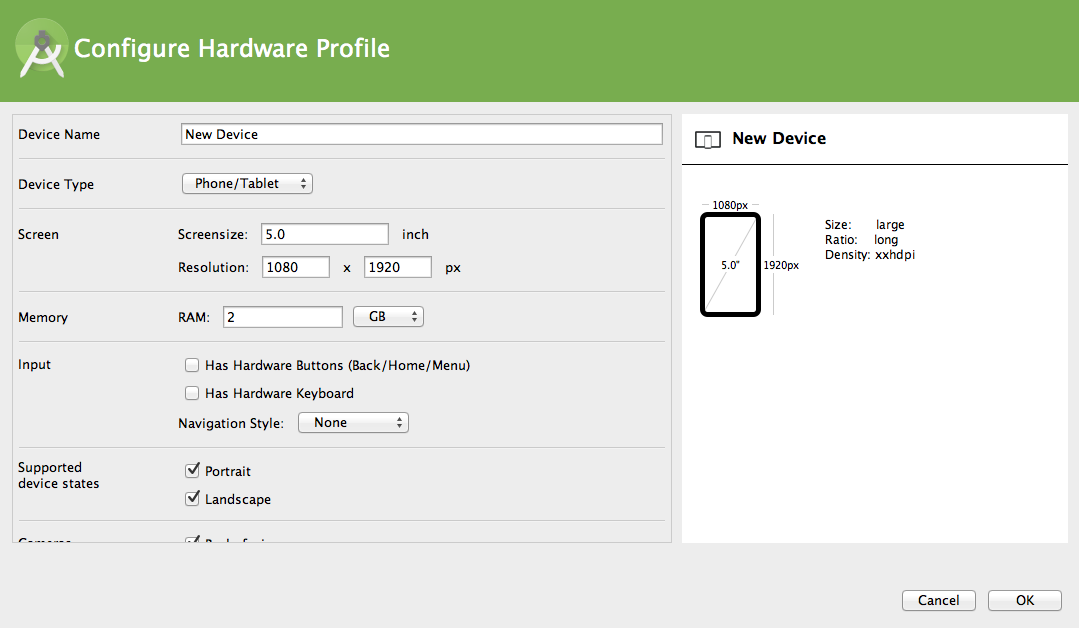 Configure Hardware Profile
Device Name New Device
Device Type Phone/Tablet
Screen Screensize: 5.0 inch
Resolution: 1080 x 1920 px
Memory RAM: 2 GB
Input Has Hardware Buttons (Back/Home/Menu)
Has Hardware Keyboard
Navigation Style: None
Supported
device states
Portrait
Landscape
New Device
1080px
5.0"
1920px
Size: large
Ratio: long
Density: xxhdpi
Cancel OK